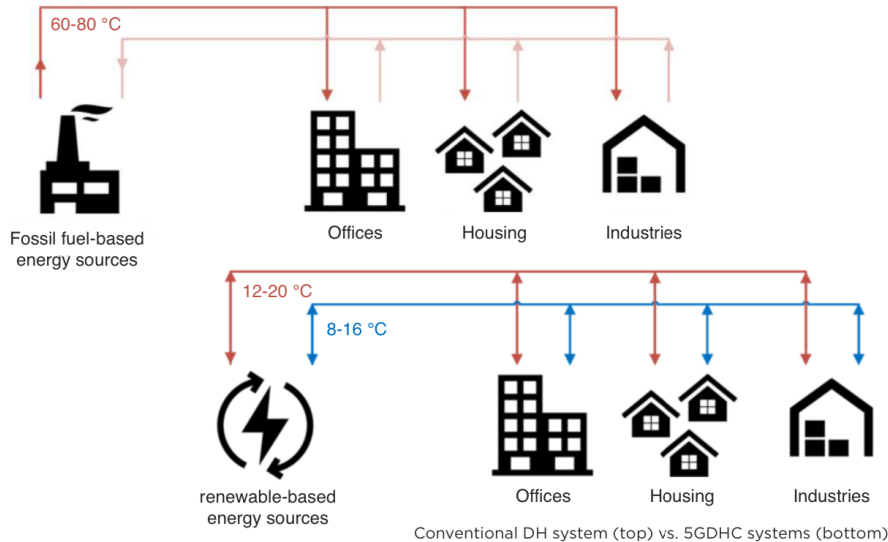 60-80 °C
Fossil fuel-based
energy sources
Offices
Housing
Industries
12-20 °C
8-16 °C
renewable-based
energy sources
Offices
Housing
Industries
Conventional DH system (top) vs. 5GDHC systems (bottom)